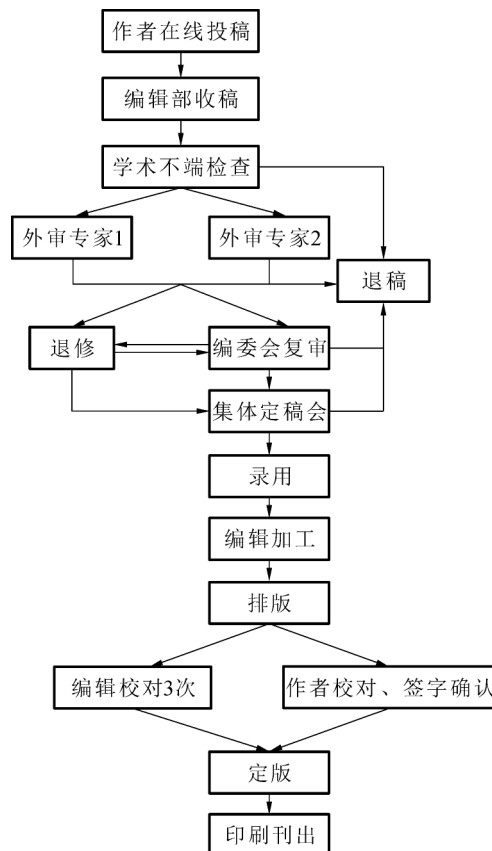 作者在线投稿
编辑部收稿
学术不端检查
外审专家1
外审专家2
退稿
退修
编委会复审
集体定稿会
录用
编辑加工
排版
编辑校对3次
作者校对、签字确认
定版
印刷刊出